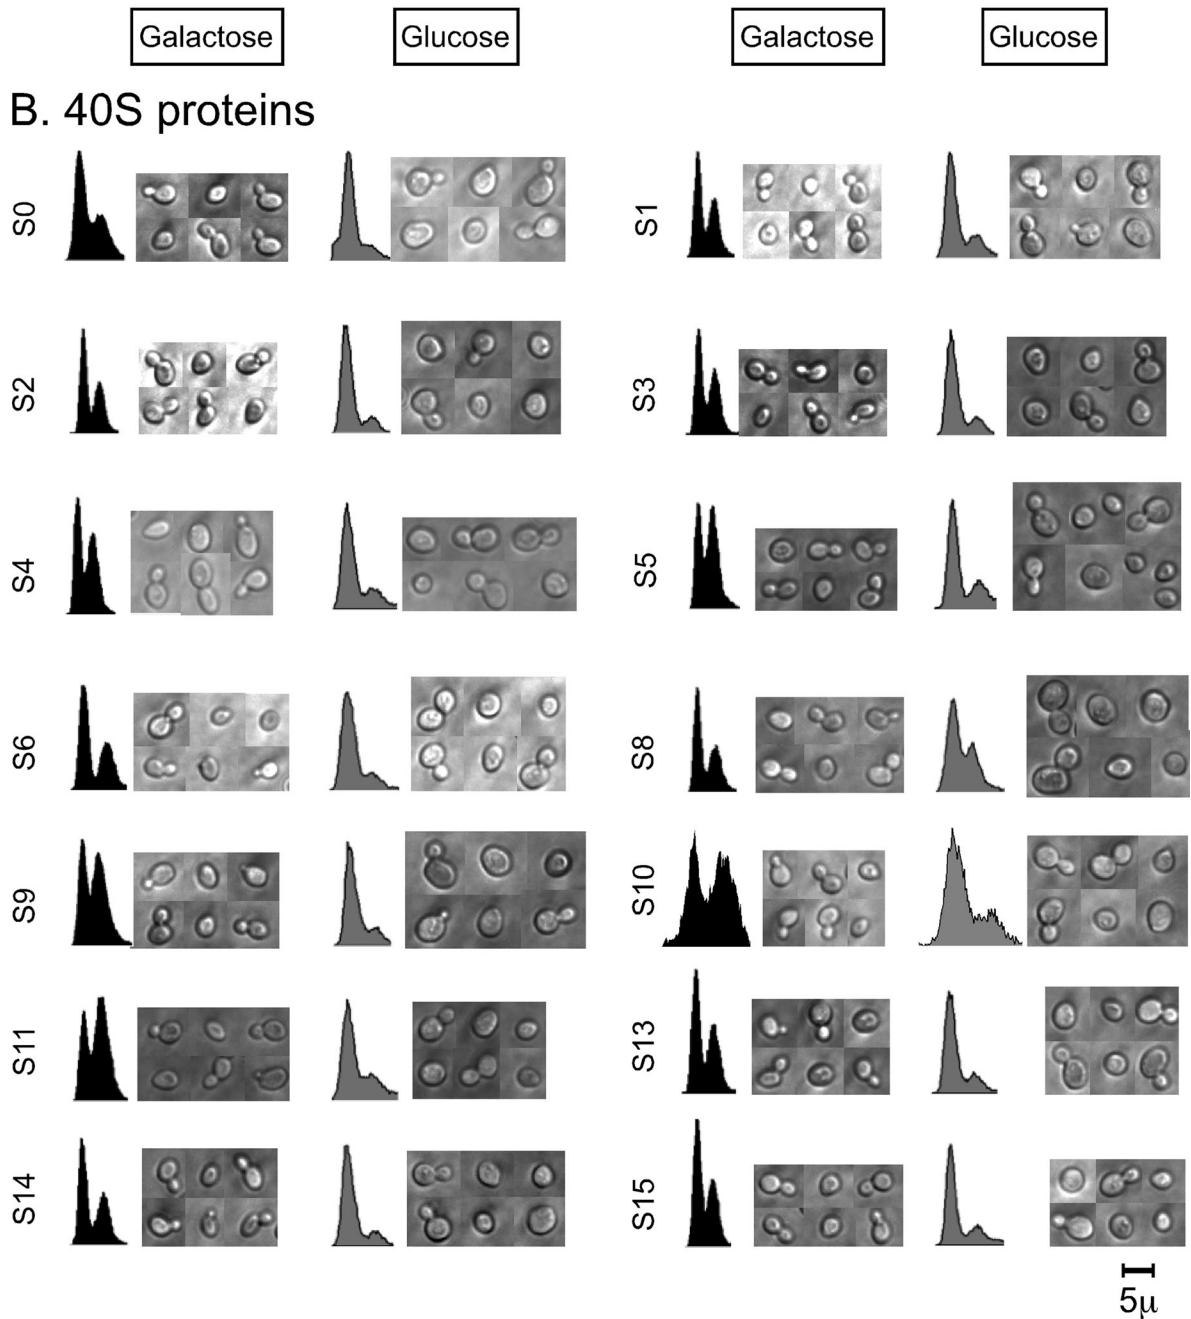 Galactose Glucose Galactose Glucose
B. 40S proteins
S0 S1
S2 S3
S4 S5
S6 S8
S9 S10
S11 S13
S14 S15
5μ